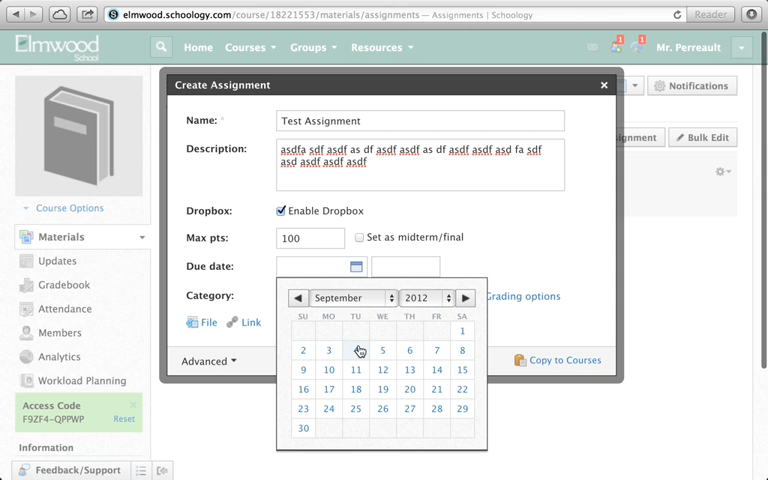 elmwood.schoology.com/course/18221553/materials/assignments — Assignments | Schoology
Reader
Elmwood
School
Home
Courses
Groups
Resources
1
1
Mr. Perreault
Create Assignment
Notifications
Name: *
Test Assignment
Description:
asdfa sdf asdf as df asdf asdf as df asdf asdf asd fa sdf
asd asdf asdf asdf
Bulk Edit
Course Options
Dropbox:
Enable Dropbox
Max pts:
100
Set as midterm/final
Due date:
Category:
Grading options
File
Link
Advanced
Copy to Courses
September
2012
SU MO TU WE TH FR SA
1
2 3 5 6 7 8
9 10 11 12 13 14 15
16 17 18 19 20 21 22
23 24 25 26 27 28 29
30
Materials
Updates
Gradebook
Attendance
Members
Analytics
Workload Planning
Access Code
F9ZF4-QPPWP
Reset
Information
Feedback/Support